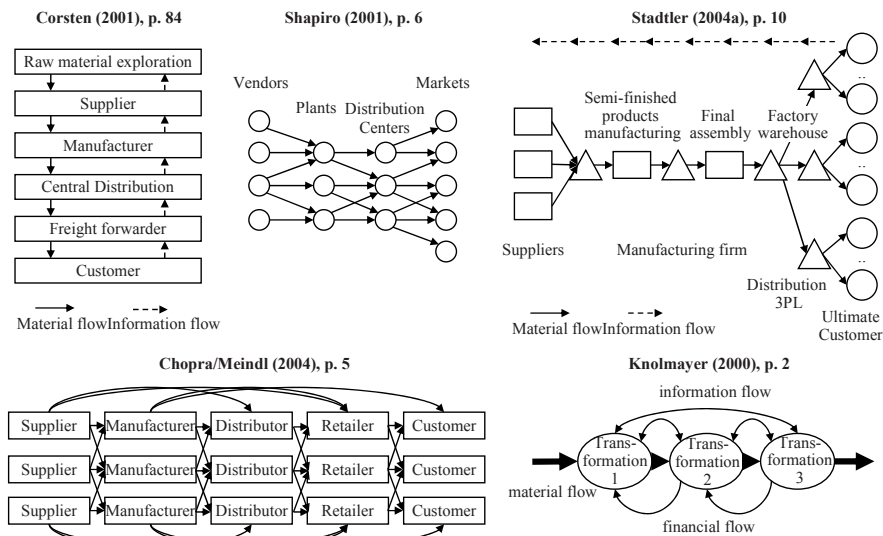 Corsten (2001), p. 84
Raw material exploration
Supplier
Manufacturer
Central Distribution
Freight forwarder
Customer
Material flow
Information flow
Shapiro (2001), p. 6
Vendors
Plants
Distribution
Centers
Markets
Stadtler (2004a), p. 10
Semi-finished
products
manufacturing
Final
assembly
Factory
warehouse
Suppliers
Manufacturing firm
Distribution
3PL
Ultimate
Customer
..
..
..
Material flow
Information flow
Chopra/Meindl (2004), p. 5
Supplier Manufacturer Distributor Retailer Customer
Supplier Manufacturer Distributor Retailer Customer
Supplier Manufacturer Distributor Retailer Customer
Knolmayer (2000), p. 2
information flow
Trans-
formation
1
Trans-
formation
2
Trans-
formation
3
material flow
financial flow